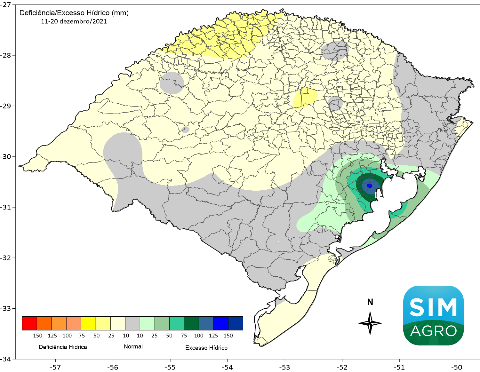 Deficiência/Excesso Hídrico (mm)
11-20 dezembro/2021
-27
-28
-29
-30
-31
-32
-33
-34
-57
-56
-55
-54
-53
-52
-51
-50
150 125 100 75 50 25 10 10 25 50 75 100 125 150
Deficiência Hídrica
Normal
Excesso Hídrico
N
SIM
AGRO